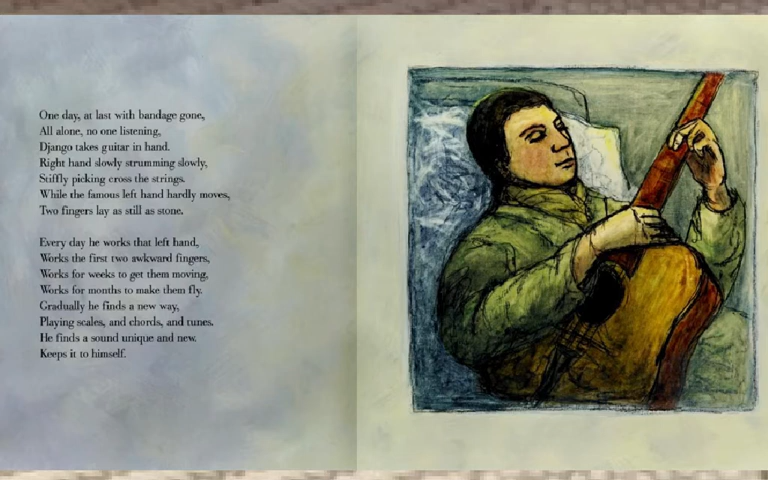 One day, at last with bandage gone,
All alone, no one listening,
Django takes guitar in hand.
Right hand slowly strumming slowly,
Stiffly picking cross the strings.
While the famous left hand hardly moves,
Two fingers lay as still as stone.
Every day he works that left hand,
Works the first two awkward fingers,
Works for weeks to get them moving,
Works for months to make them fly.
Gradually he finds a new way,
Playing scales, and chords, and tunes.
He finds a sound unique and new.
Keeps it to himself.